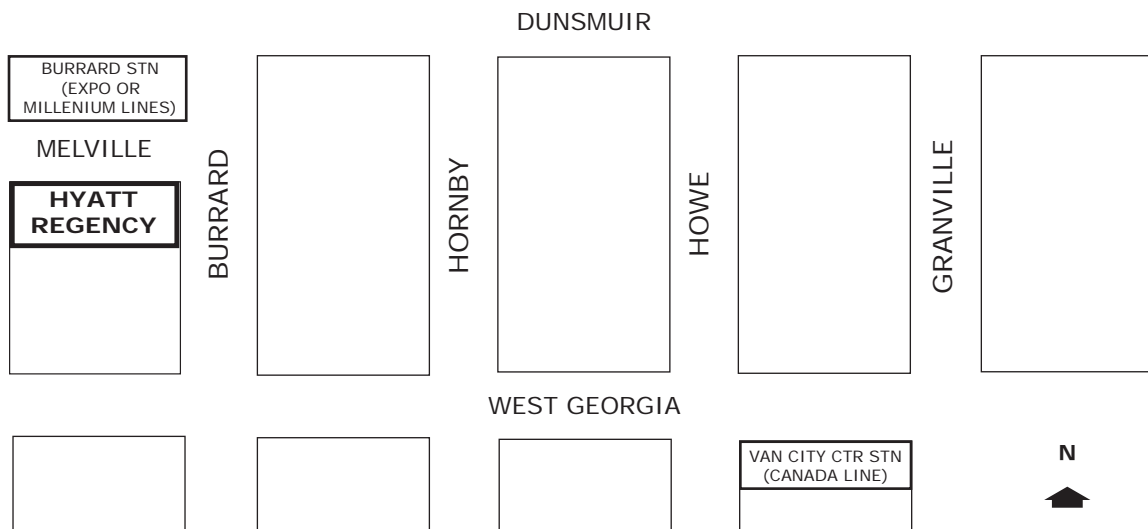 DUNSMUIR
BURRARD STN
(EXPO OR
MILLENIUM LINES)
MELVILLE
HYATT
REGENCY
BURRARD
HORNBY
HOWE
GRANVILLE
WEST GEORGIA
VAN CITY CTR STN
(CANADA LINE)
N